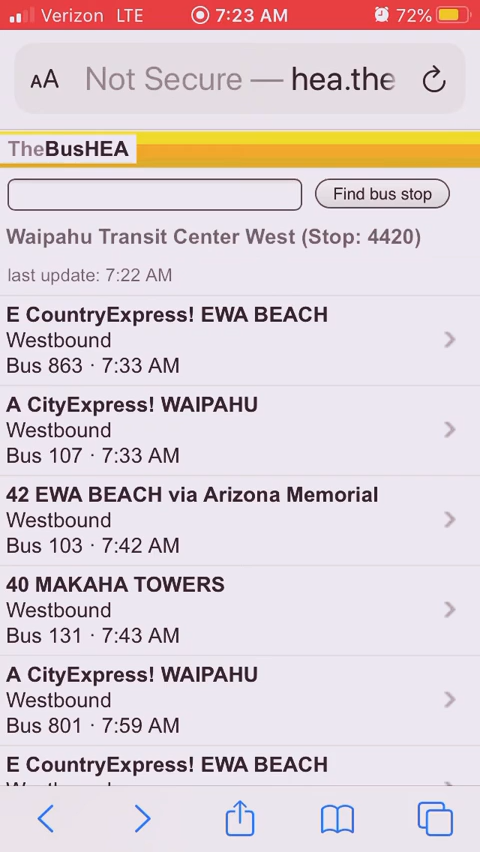 Verizon LTE 7:23 AM 72%
AA Not Secure — hea.the
TheBusHEA
Find bus stop
Waipahu Transit Center West (Stop: 4420)
last update: 7:22 AM
E CountryExpress! EWA BEACH
Westbound
Bus 863 · 7:33 AM
A CityExpress! WAIPAHU
Westbound
Bus 107 · 7:33 AM
42 EWA BEACH via Arizona Memorial
Westbound
Bus 103 · 7:42 AM
40 MAKAHA TOWERS
Westbound
Bus 131 · 7:43 AM
A CityExpress! WAIPAHU
Westbound
Bus 801 · 7:59 AM
E CountryExpress! EWA BEACH